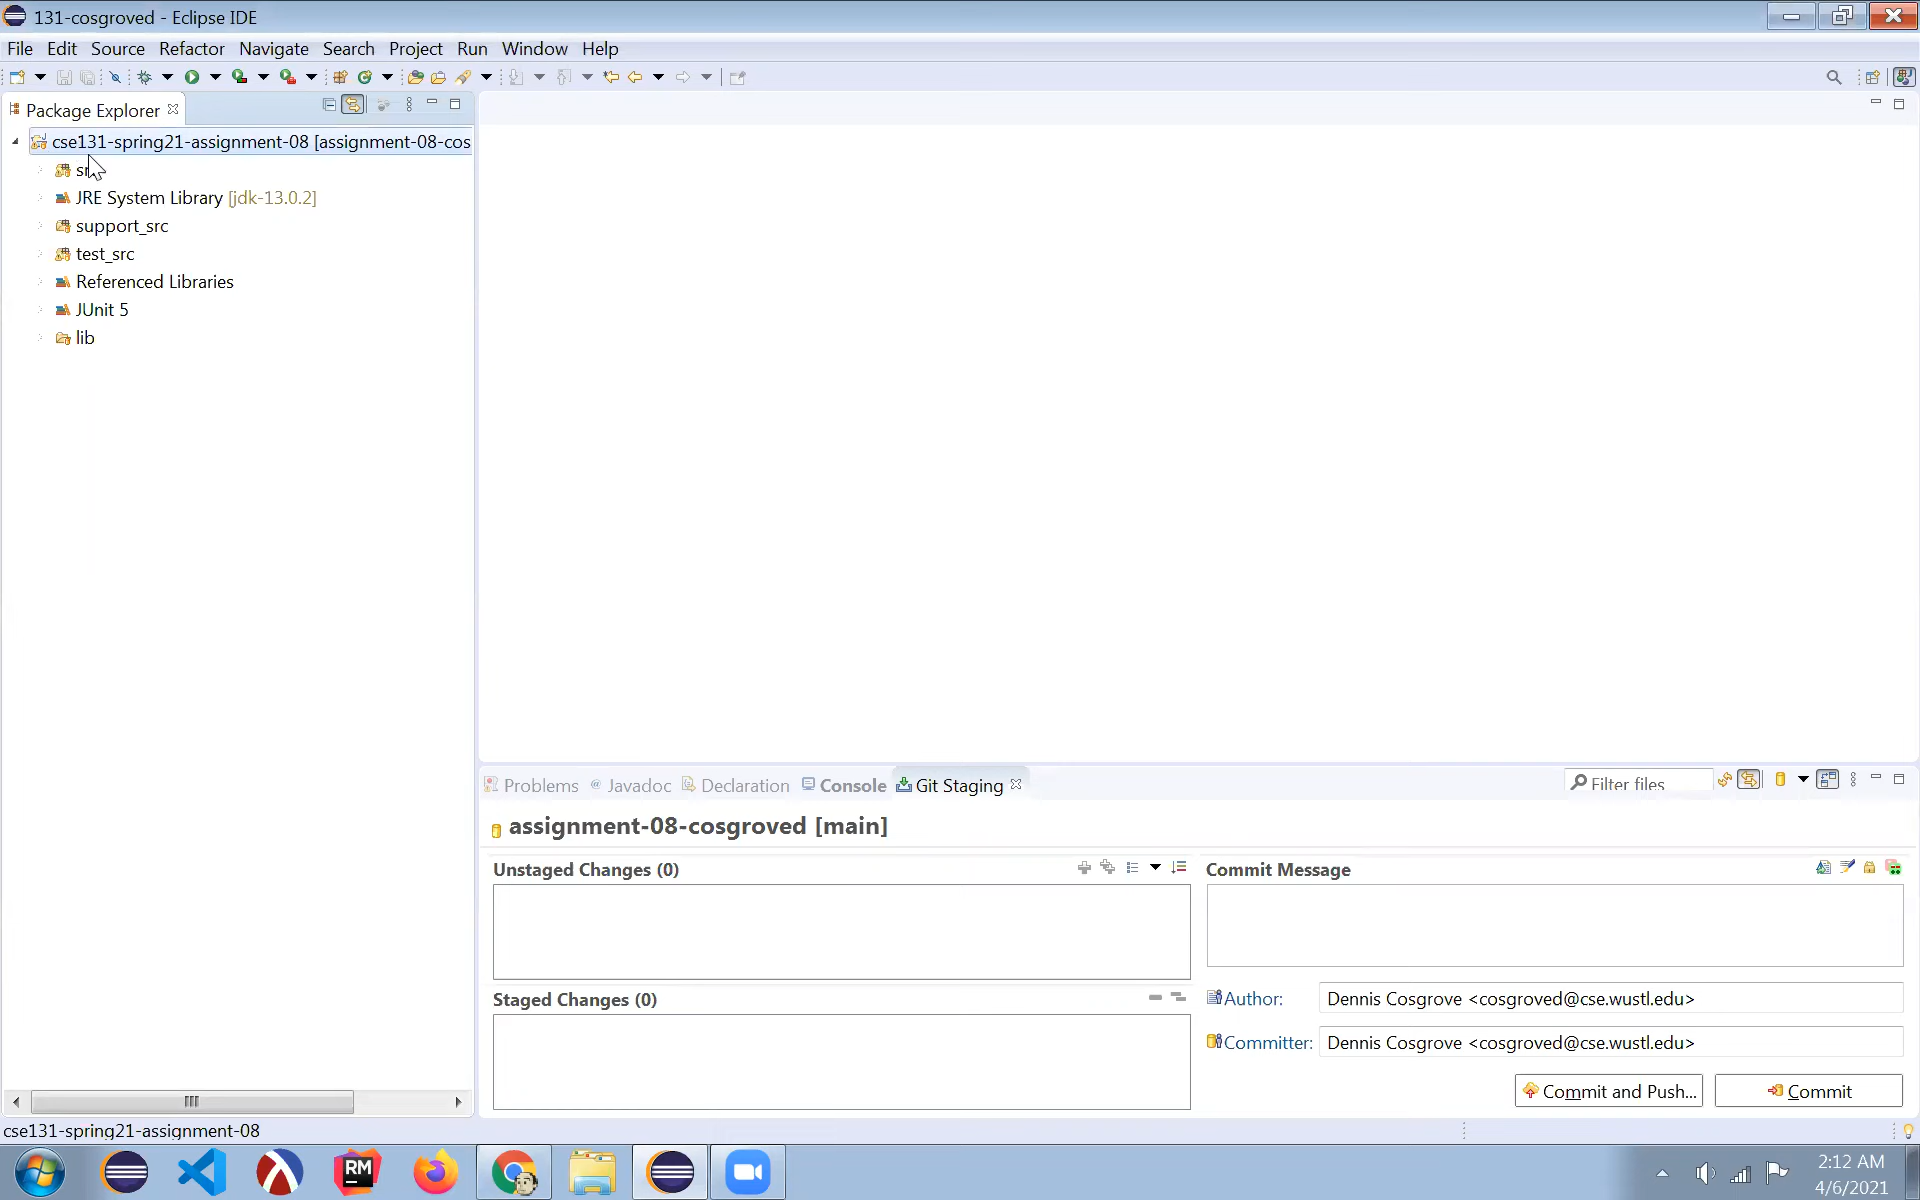 131-cosgroved - Eclipse IDE
File Edit Source Refactor Navigate Search Project Run Window Help
Package Explorer
cse131-spring21-assignment-08 [assignment-08-cos
JRE System Library [jdk-13.0.2]
support_src
test_src
Referenced Libraries
JUnit 5
lib
Problems Javadoc Declaration Console Git Staging Filter files
assignment-08-cosgroved [main]
Unstaged Changes (0)
Commit Message
Staged Changes (0)
Author: Dennis Cosgrove <cosgroved@cse.wustl.edu>
Committer: Dennis Cosgrove <cosgroved@cse.wustl.edu>
Commit and Push... Commit
cse131-spring21-assignment-08
RM
2:12 AM
4/6/2021